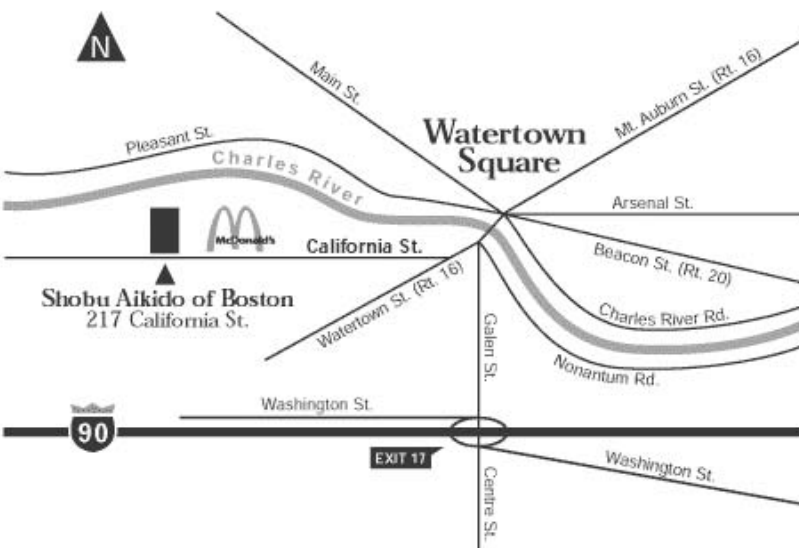 N
Main St.
Mt. Auburn St. (Rt. 16)
Watertown
Square
Pleasant St.
Charles River
Arsenal St.
McDonald's
California St.
Beacon St. (Rt. 20)
Shobu Aikido of Boston
217 California St.
Watertown St. (Rt. 16)
Galen St.
Charles River Rd.
Nonantum Rd.
Washington St.
90
EXIT 17
Washington St.
Centre St.